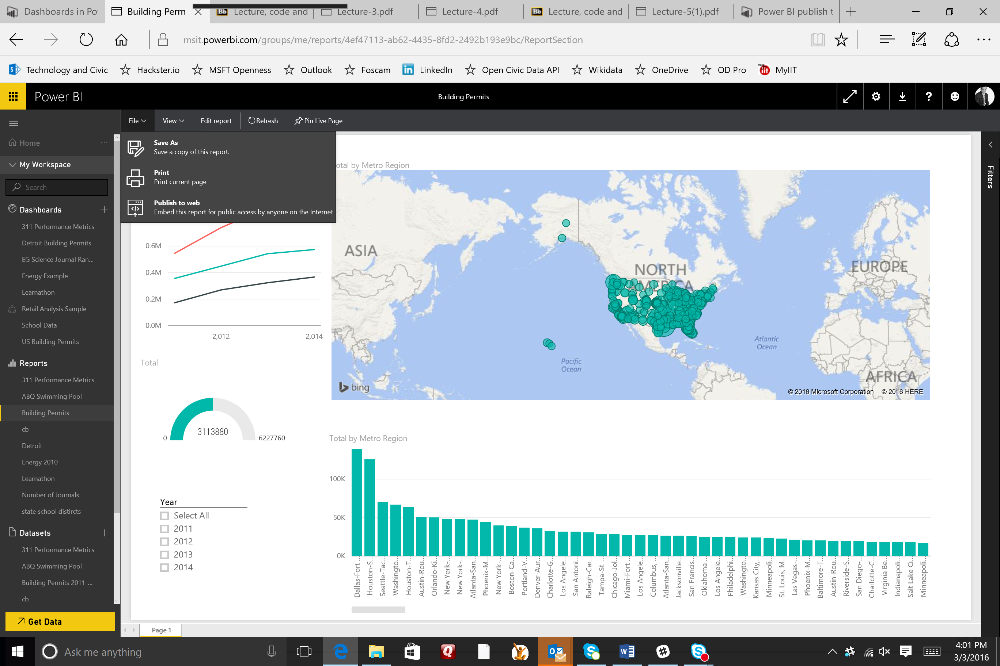 Dashboards in Po
Building Perm
Lecture, code and
Lecture-3.pdf
Lecture-4.pdf
Lecture, code and
Lecture-5(1).pdf
Power BI publish t
msit.powerbi.com/groups/me/reports/4ef47113-ab62-4435-8fd2-2492b193e9bc/ReportSection
Technology and Civic
Hackster.io
MSFT Openness
Outlook
Foscam
LinkedIn
Open Civic Data API
Wikidata
OneDrive
OD Pro
MyIIT
Power BI
Building Permits
File
View
Edit report
Refresh
Pin Live Page
Home
My Workspace
Search
Dashboards
311 Performance Metrics
Detroit Building Permits
EG Science Journal Ran...
Energy Example
Learnathon
Retail Analysis Sample
School Data
US Building Permits
Reports
311 Performance Metrics
ABQ Swimming Pool
Building Permits
cb
Detroit
Energy 2010
Learnathon
Number of Journals
state school distircts
Datasets
311 Performance Metrics
ABQ Swimming Pool
Building Permits 2011-...
cb
Get Data
Save As
Save a copy of this report.
Print
Print current page
Publish to web
Embed this report for public access by anyone on the Internet
0.6M
0.4M
0.2M
0.0M
2,012
2,014
Total
0
3113880
6227760
Year
Select All
2011
2012
2013
2014
otal by Metro Region
ASIA
NORTH
AMERICA
EUROPE
AFRICA
Atlantic
Ocean
Pacific
Ocean
bing
© 2016 Microsoft Corporation © 2016 HERE
Filters
Total by Metro Region
100K
50K
0K
Dallas-Fort ...
Houston-S...
Seattle-Tac...
Washingto...
Houston-T...
Austin-Rou...
Orlando-Ki...
New York-...
New York-...
Atlanta-San...
Phoenix-M...
New York-...
Boston-Ca...
Portland-V...
Denver-Aur...
Charlotte-G...
Los Angele...
San Antoni...
Raleigh-Car...
Tampa-St. ...
Chicago-Jol...
Miami-Fort ...
Los Angele...
Columbus, ...
Atlanta-San...
Jacksonville...
San Francis...
Oklahoma ...
Los Angele...
Philadelphi...
Washingto...
Kansas City,...
Minneapoli...
St. Louis, M...
Las Vegas-...
Phoenix-M...
Baltimore-T...
Austin-Rou...
Riverside-S...
San Diego-...
Charlotte-C...
Virginia Be...
Indianapoli...
Salt Lake Ci...
Minneapoli...
Page 1
Ask me anything
4:01 PM
3/3/2016